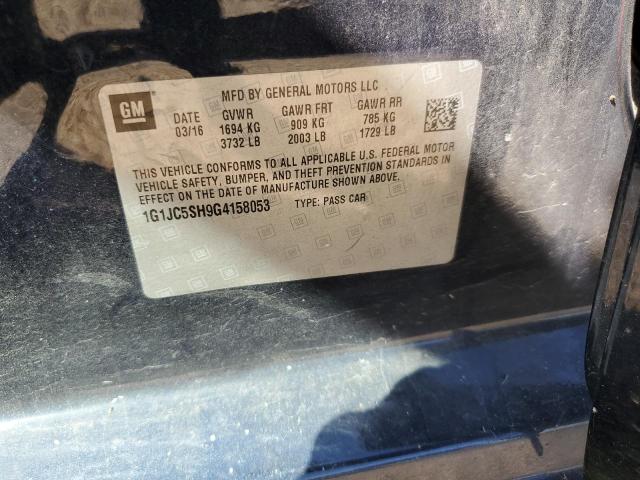 GM
MFD BY GENERAL MOTORS LLC
DATE GVWR GAWR FRT GAWR RR
03/16 1694 KG 909 KG 785 KG
3732 LB 2003 LB 1729 LB
THIS VEHICLE CONFORMS TO ALL APPLICABLE U.S. FEDERAL MOTOR
VEHICLE SAFETY, BUMPER, AND THEFT PREVENTION STANDARDS IN
EFFECT ON THE DATE OF MANUFACTURE SHOWN ABOVE.
1G1JC5SH9G4158053 TYPE: PASS CAR